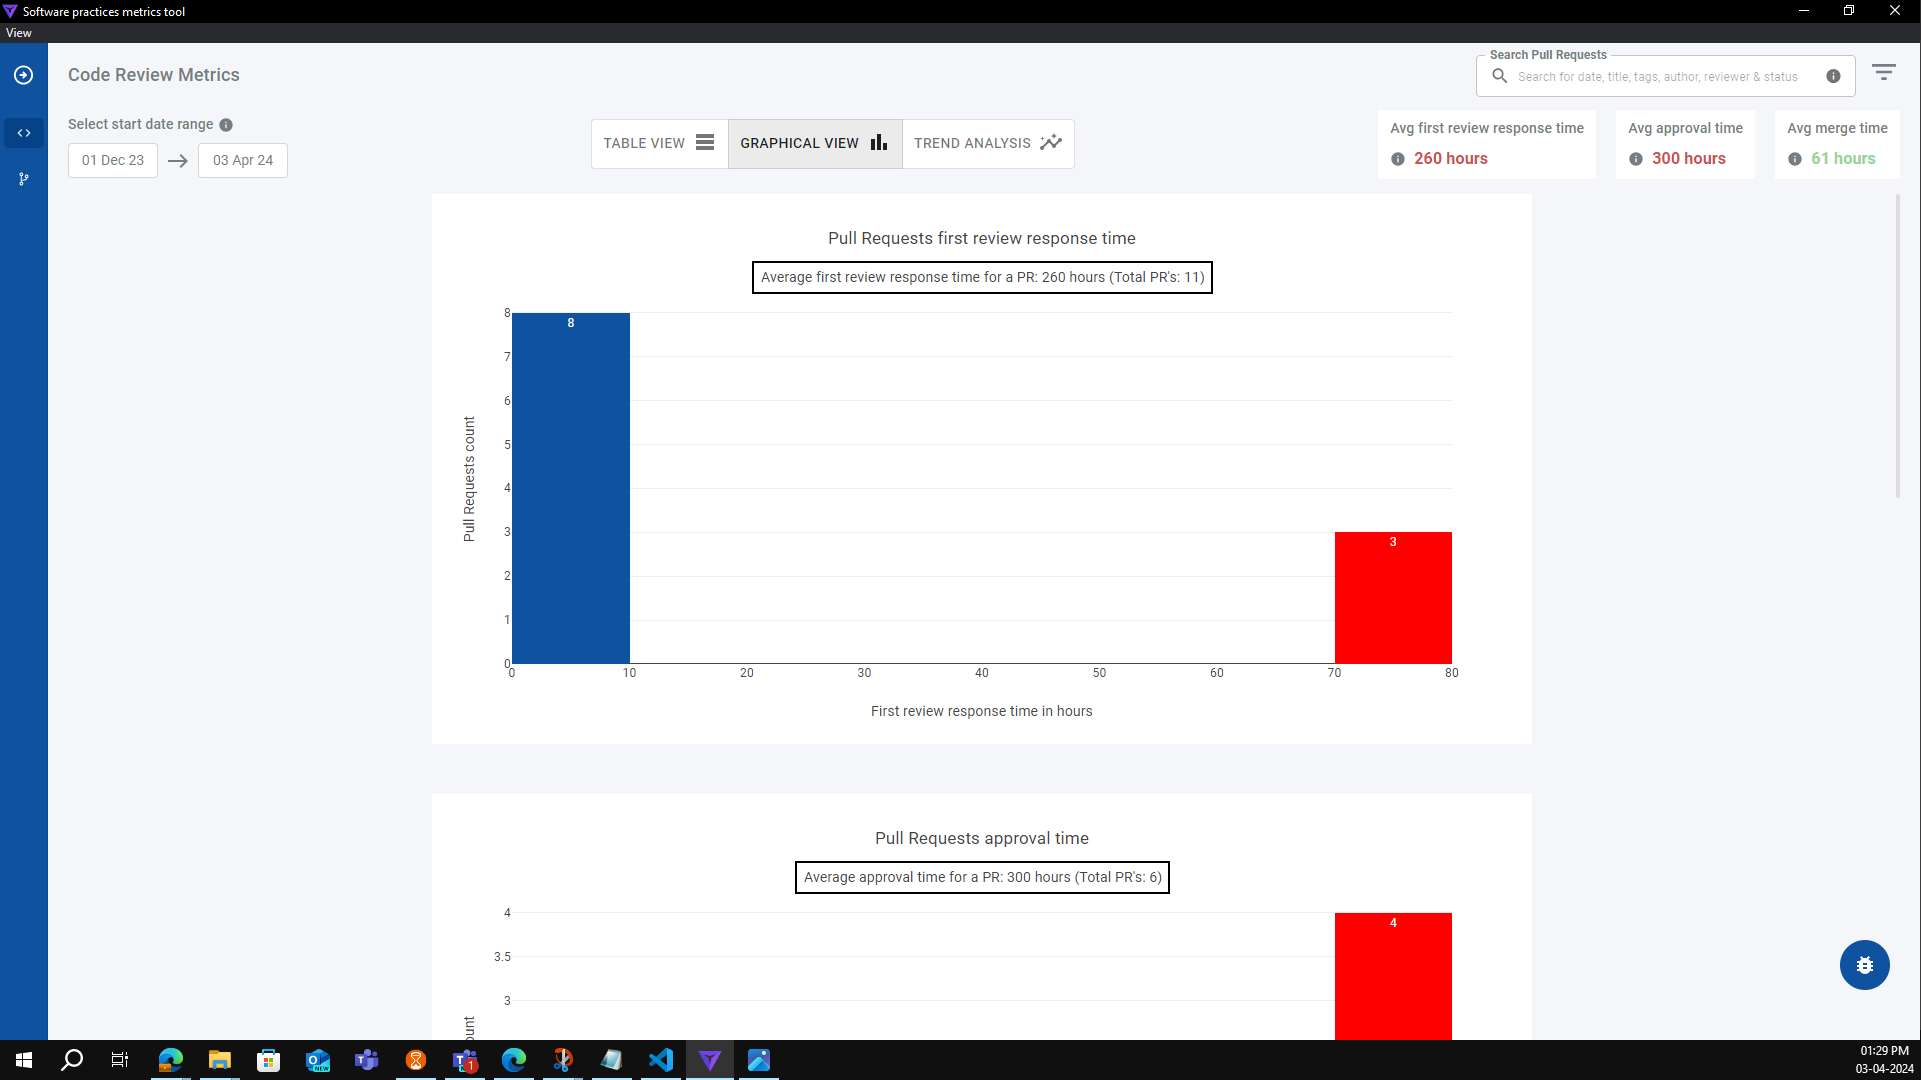 Software practices metrics tool
View
Code Review Metrics
Search Pull Requests
Search for date, title, tags, author, reviewer & status
Select start date range
01 Dec 23
03 Apr 24
TABLE VIEW
GRAPHICAL VIEW
TREND ANALYSIS
Avg first review response time
260 hours
Avg approval time
300 hours
Avg merge time
61 hours
Pull Requests first review response time
Average first review response time for a PR: 260 hours (Total PR's: 11)
Pull Requests count
8
7
6
5
4
3
2
1
0
8
3
0
10
20
30
40
50
60
70
80
First review response time in hours
Pull Requests approval time
Average approval time for a PR: 300 hours (Total PR's: 6)
4
3.5
3
4
NEW
1
01:29 PM
03-04-2024